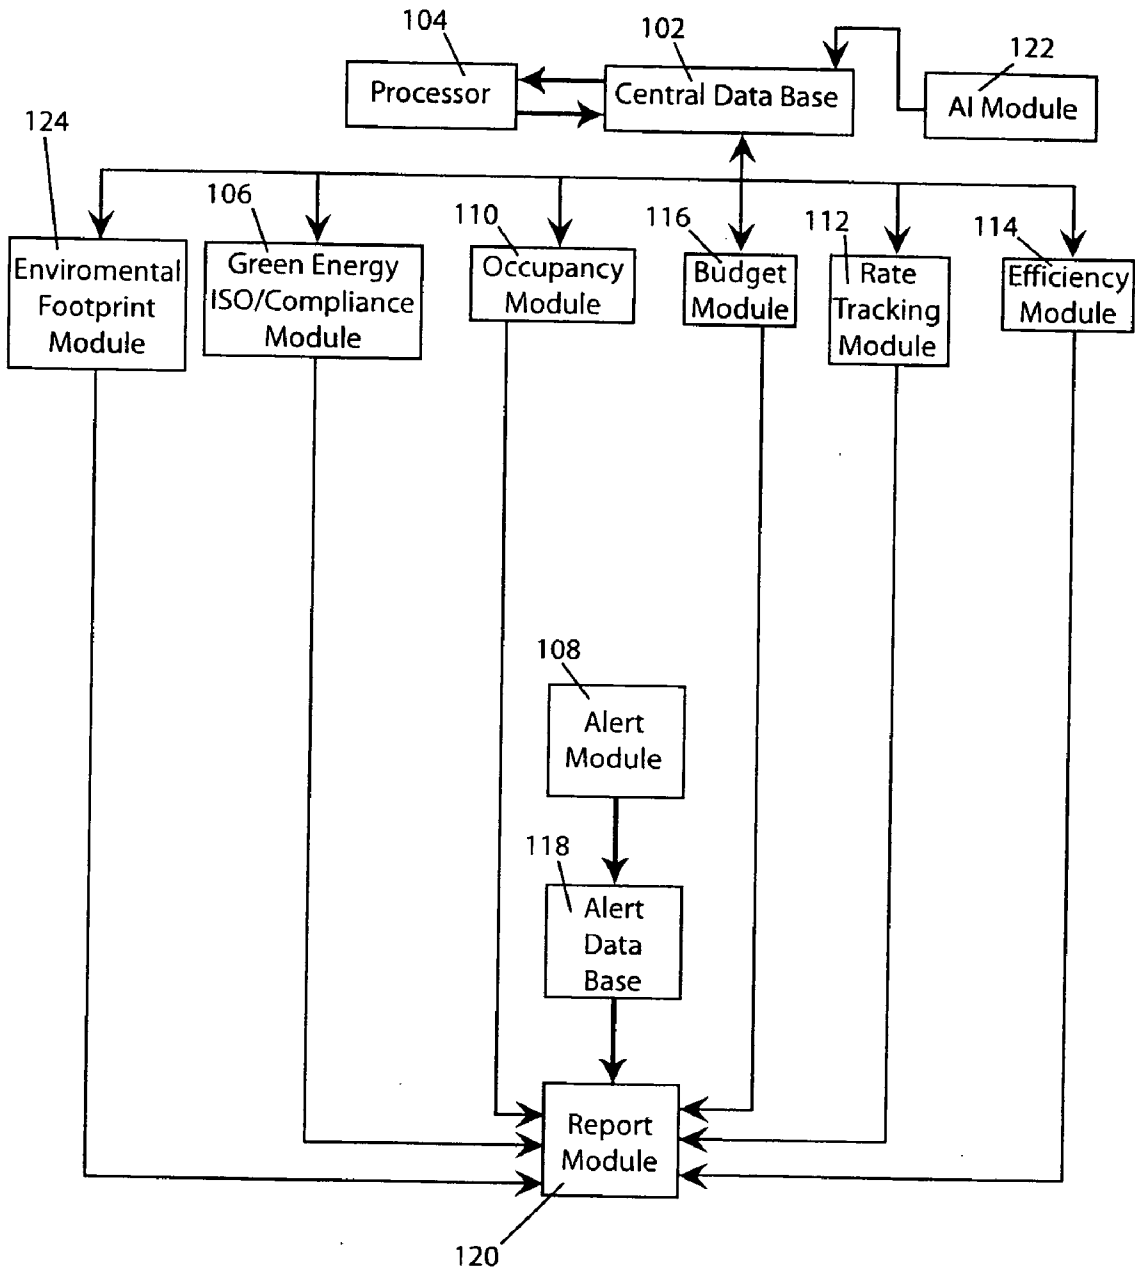 104
102
122
Processor
Central Data Base
AI Module
124
106
110
116
112
114
Enviromental
Footprint
Module
Green Energy
ISO/Compliance
Module
Occupancy
Module
Budget
Module
Rate
Tracking
Module
Efficiency
Module
108
Alert
Module
118
Alert
Data
Base
Report
Module
120